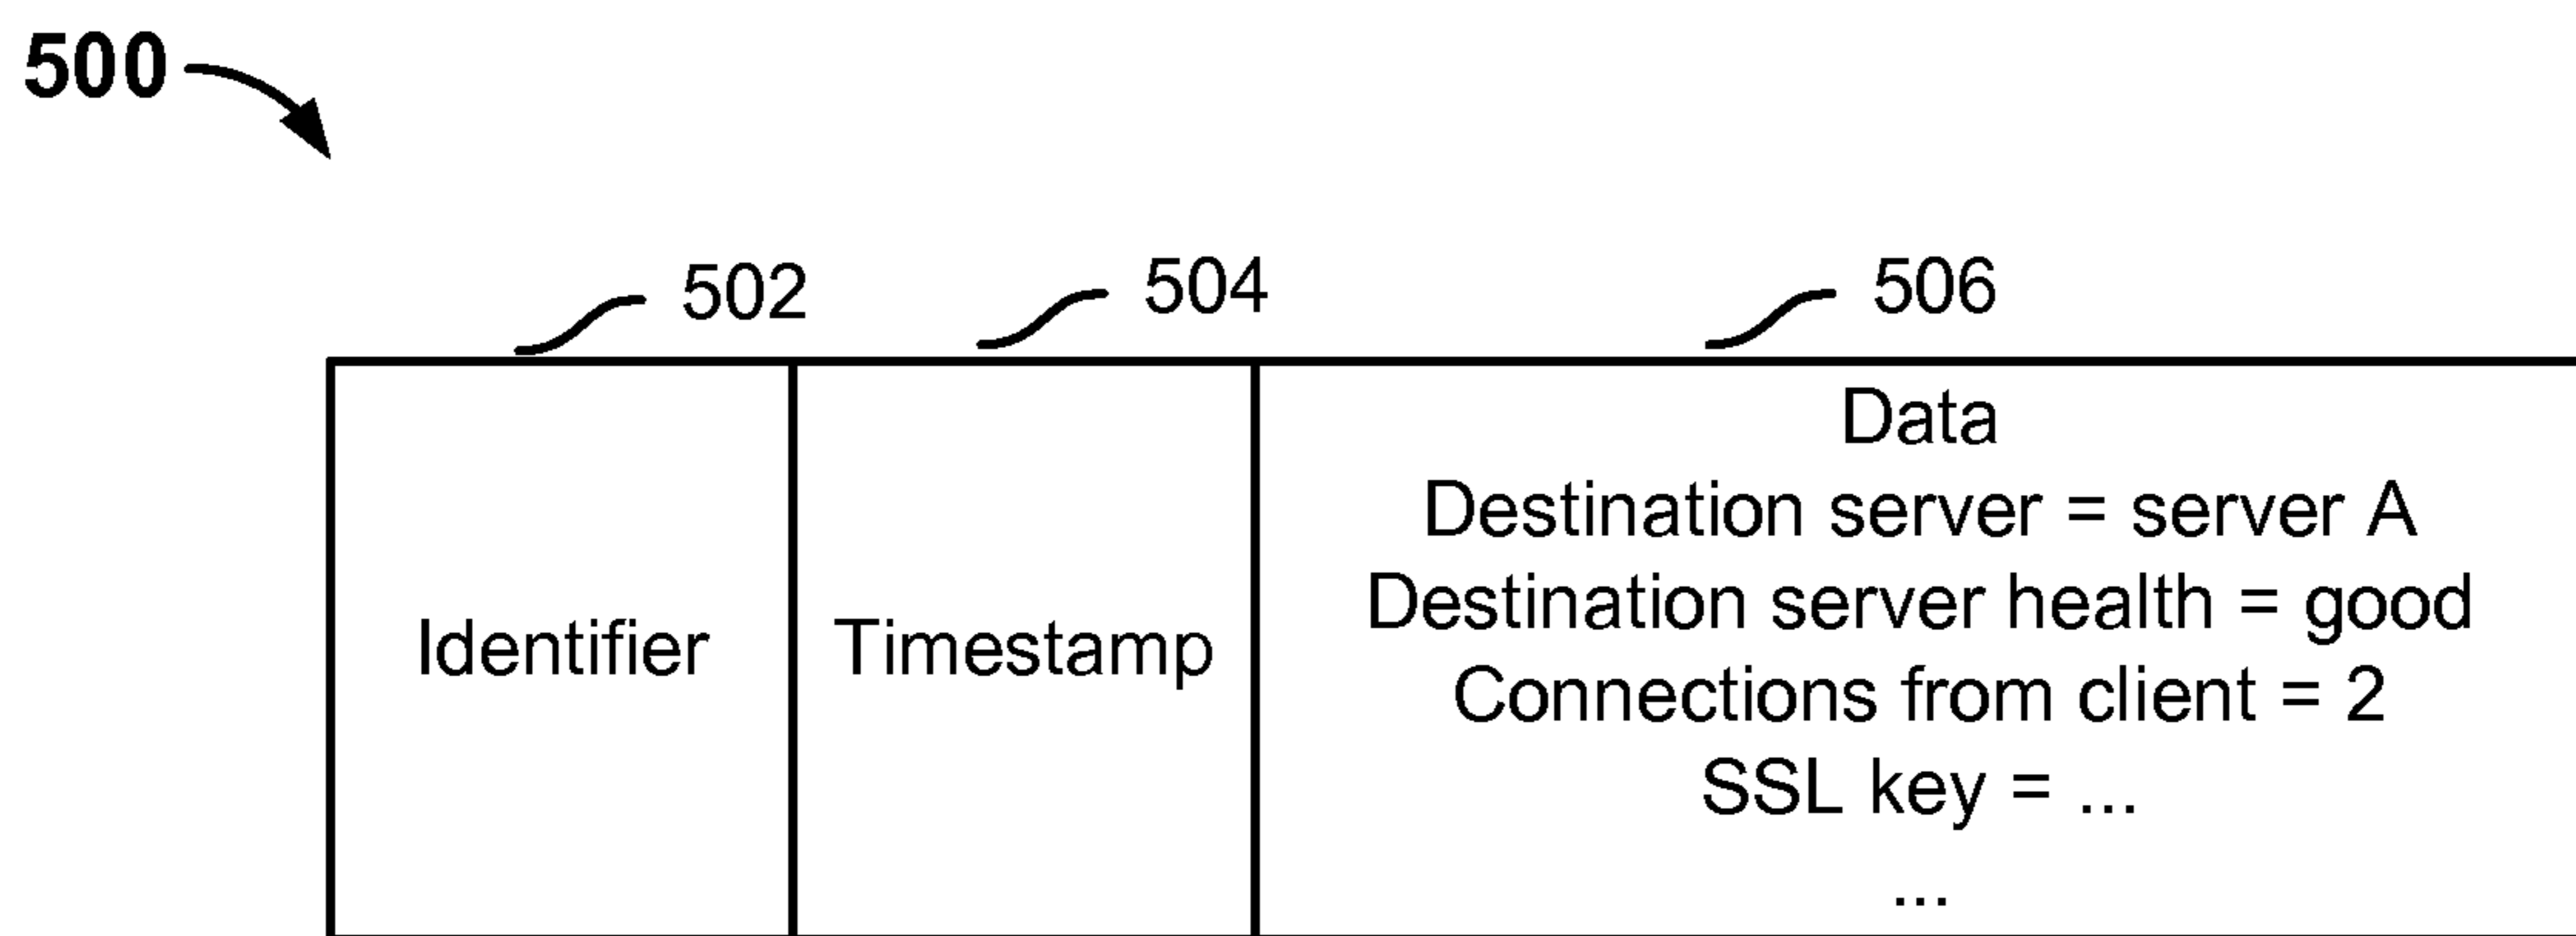 500
502
504
506
Identifier
Timestamp
Data
Destination server = server A
Destination server health = good
Connections from client = 2
SSL key = ...
...